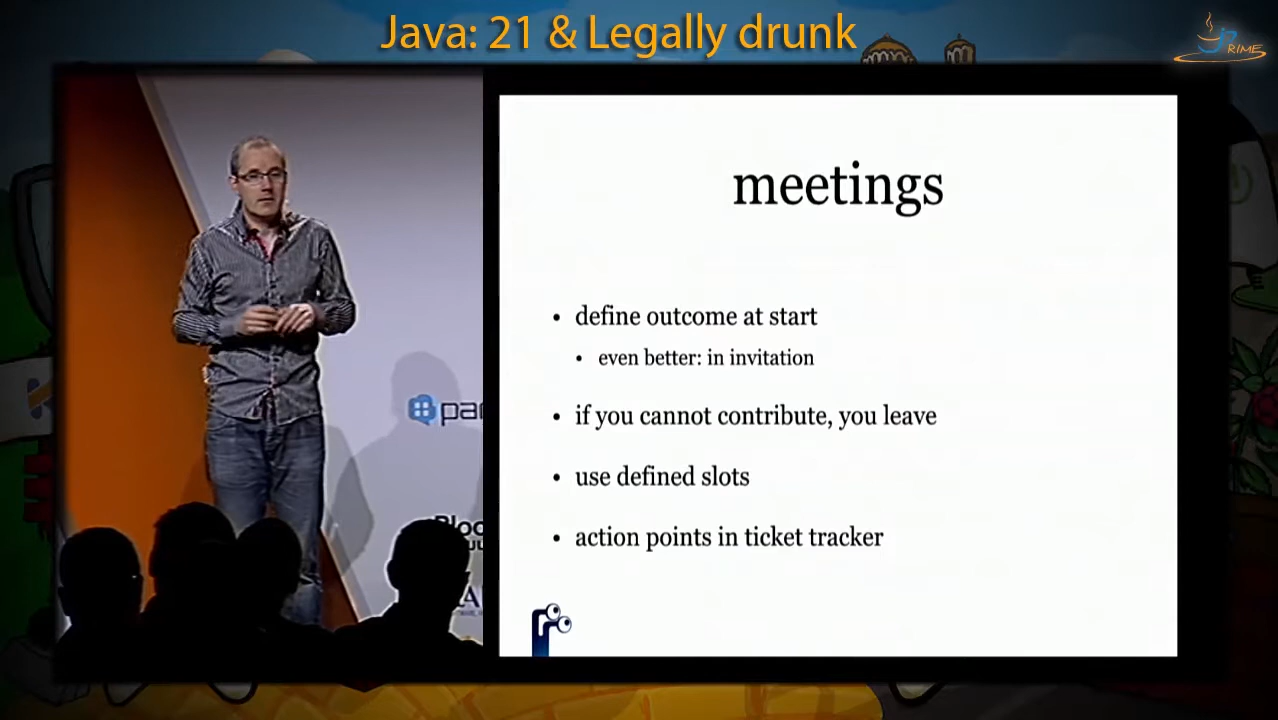 Java: 21 & Legally drunk
JPRIME
meetings
• define outcome at start
• even better: in invitation
• if you cannot contribute, you leave
• use defined slots
• action points in ticket tracker